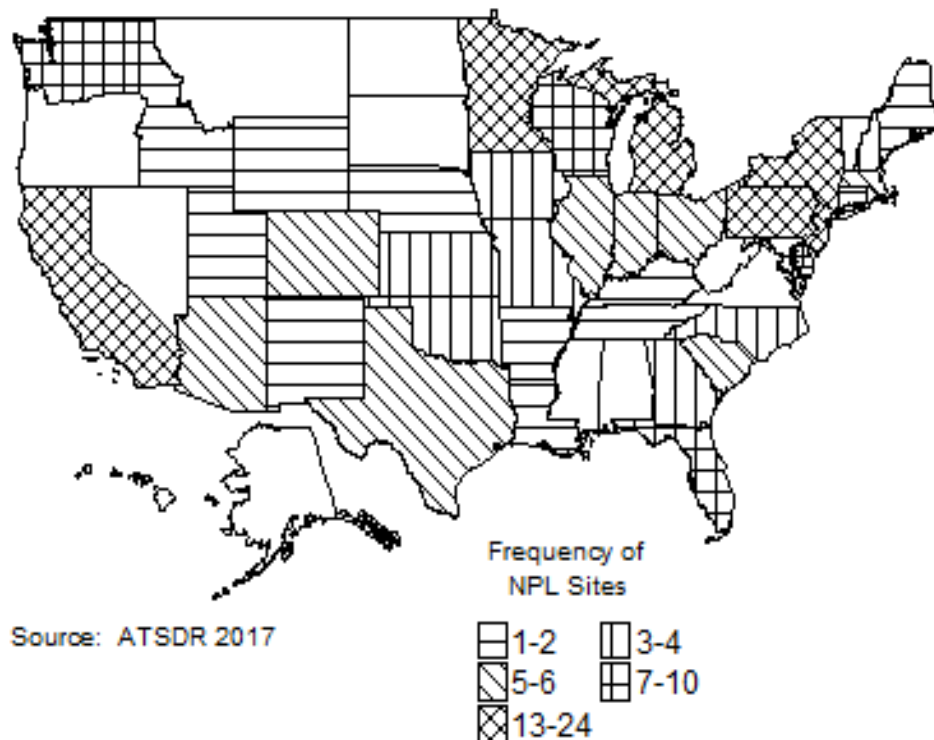 Frequency of
NPL Sites
Source: ATSDR 2017
1-2 3-4
5-6 7-10
13-24